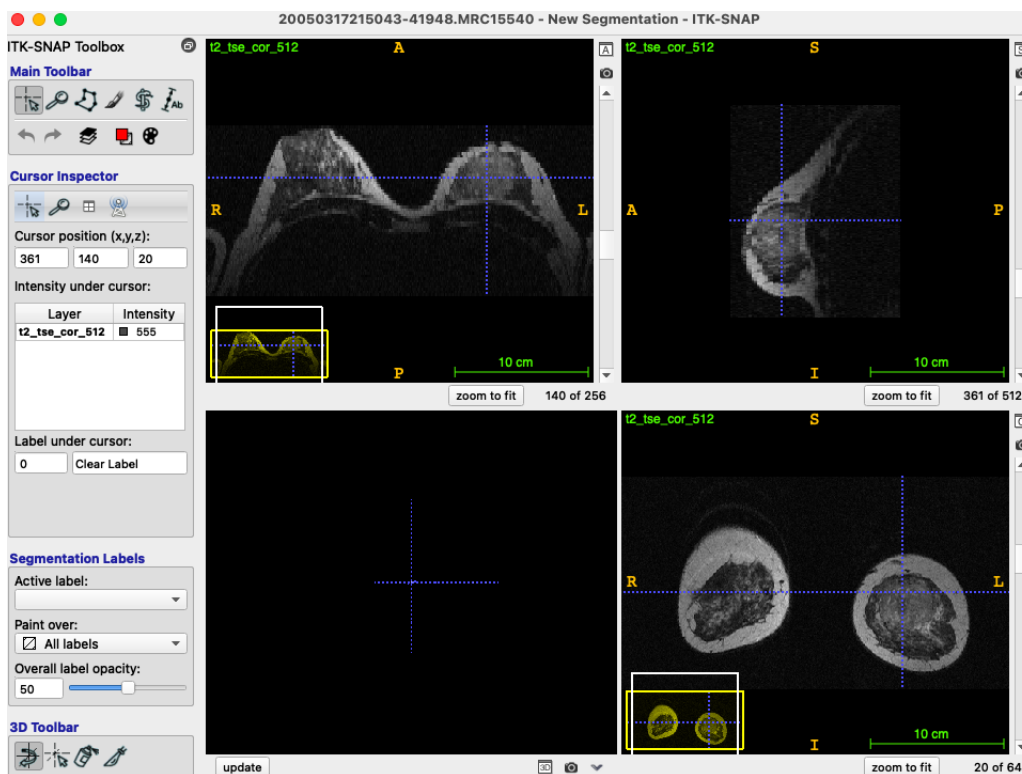 20050317215043-41948.MRC15540 - New Segmentation - ITK-SNAP
ITK-SNAP Toolbox
Main Toolbar
Ab
Cursor Inspector
Cursor position (x,y,z):
361 140 20
Intensity under cursor:
Layer Intensity
t2_tse_cor_512 555
Label under cursor:
0 Clear Label
Segmentation Labels
Active label:
Paint over:
All labels
Overall label opacity:
50
3D Toolbar
t2_tse_cor_512
A
A
R
L
P
10 cm
zoom to fit 140 of 256
t2_tse_cor_512
S
A
P
I
10 cm
zoom to fit 361 of 512
update
3D
t2_tse_cor_512
S
R
L
I
10 cm
zoom to fit 20 of 64